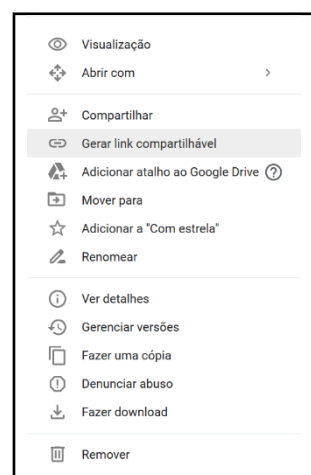 Visualização
Abrir com
Compartilhar
Gerar link compartilhável
Adicionar atalho ao Google Drive ?
Mover para
Adicionar a "Com estrela"
Renomear
Ver detalhes
Gerenciar versões
Fazer uma cópia
Denunciar abuso
Fazer download
Remover